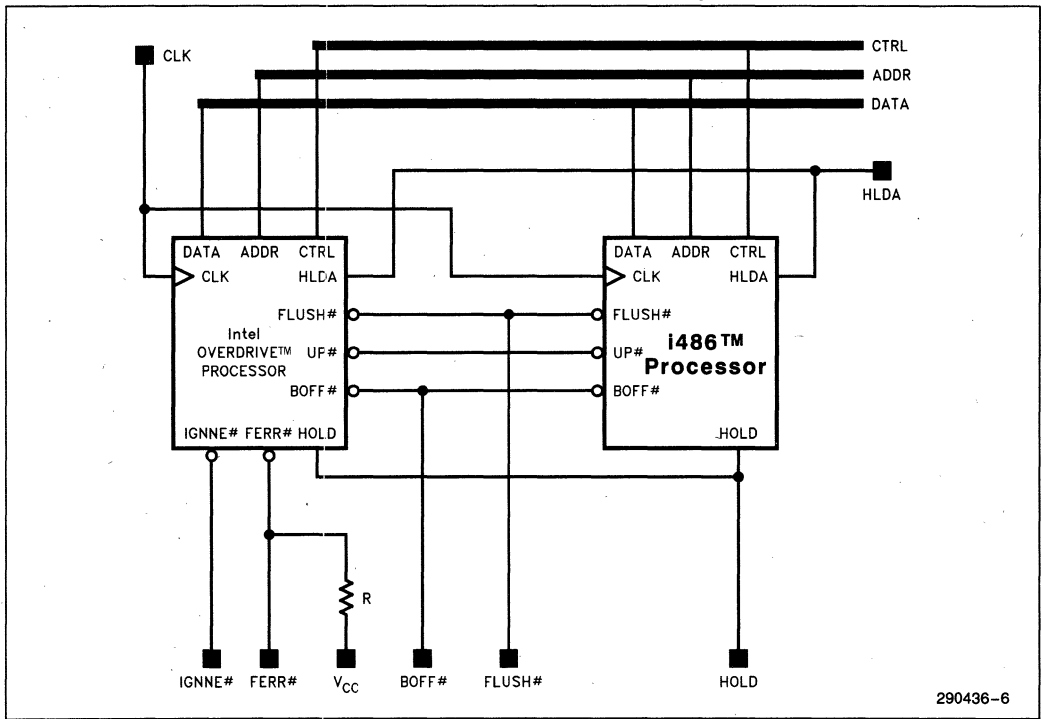 CLK
CTRL
ADDR
DATA
HLDA
DATA ADDR CTRL
CLK HLDA
FLUSH#
Intel
OVERDRIVE™
PROCESSOR
UP#
BOFF#
IGNNE# FERR# HOLD
DATA ADDR CTRL
CLK HLDA
FLUSH#
UP#
BOFF#
i486™
Processor
HOLD
R
IGNNE# FERR# VCC BOFF# FLUSH# HOLD
290436-6